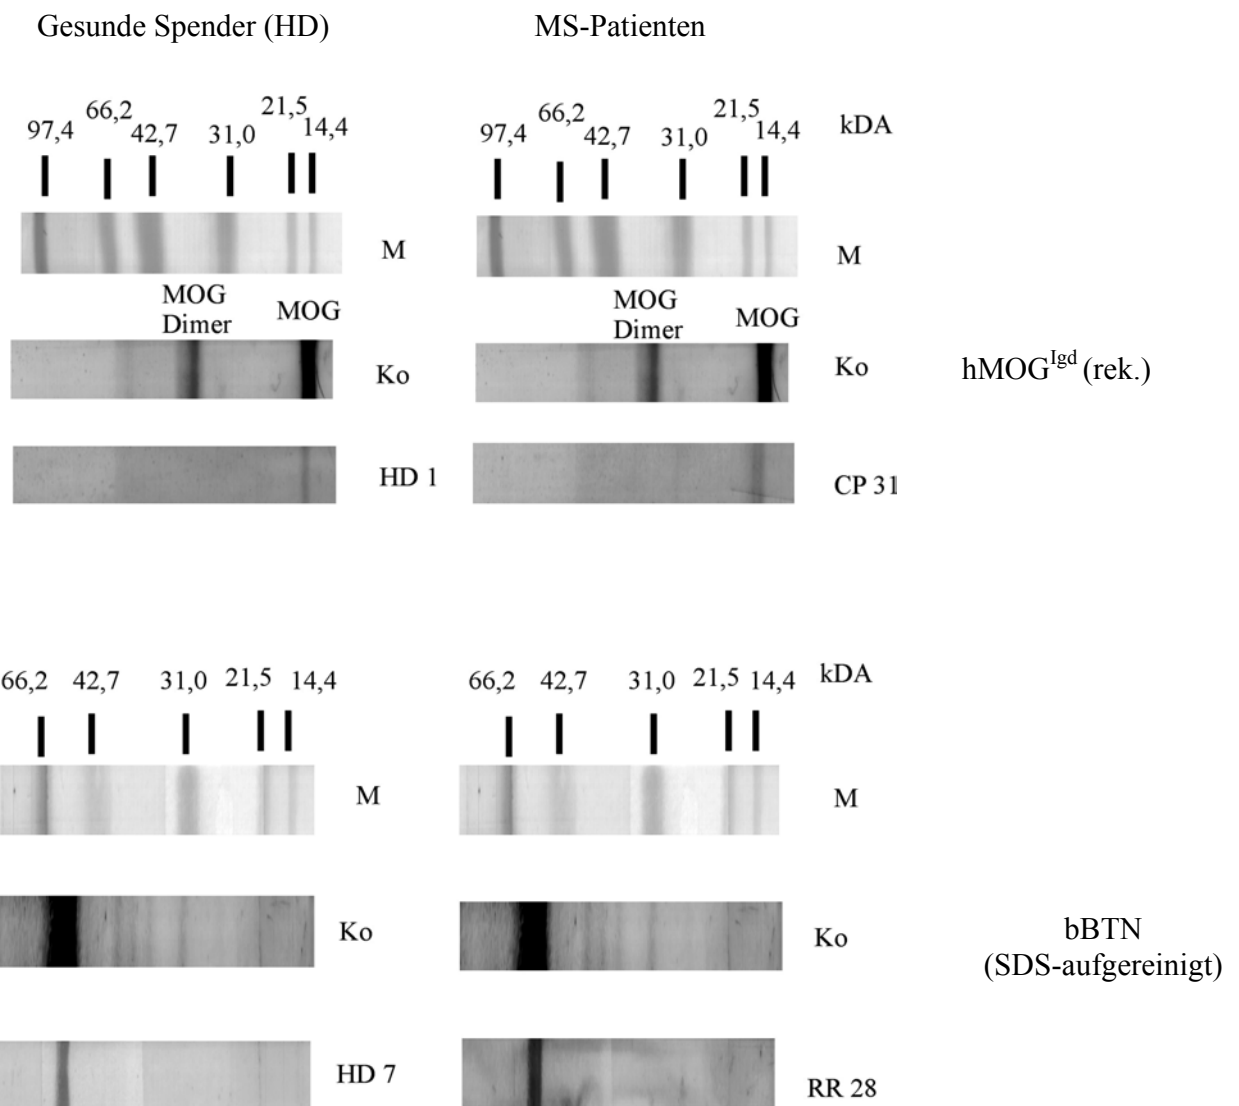 Gesunde Spender (HD)
MS-Patienten
97,4 66,2 42,7 31,0 21,5 14,4
97,4 66,2 42,7 31,0 21,5 14,4 kDA
M
M
MOG
Dimer
MOG
MOG
Dimer
MOG
Ko
Ko
hMOG^Igd (rek.)
HD 1
CP 31
66,2 42,7 31,0 21,5 14,4
66,2 42,7 31,0 21,5 14,4 kDA
M
M
Ko
Ko
bBTN
(SDS-aufgereinigt)
HD 7
RR 28